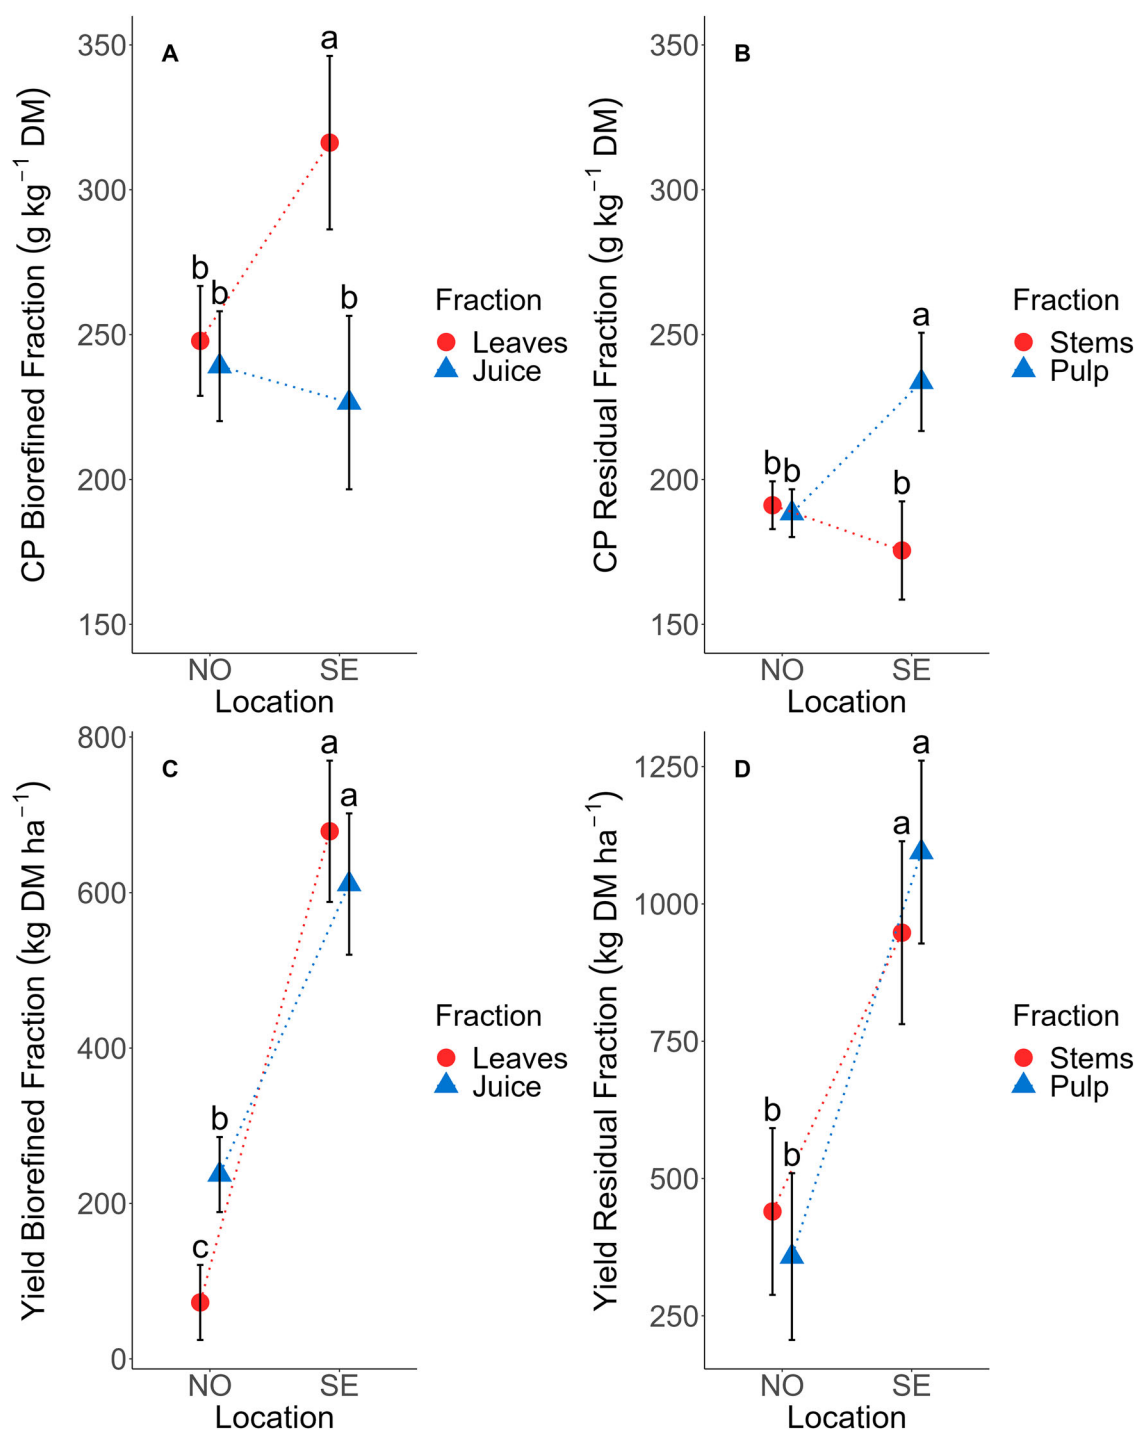 A
B
CP Biorefined Fraction (g kg⁻¹ DM)
350
300
250
200
150
a
b
b
b
NO
SE
Location
Fraction
Leaves
Juice
CP Residual Fraction (g kg⁻¹ DM)
350
300
250
200
150
b
b
a
b
NO
SE
Location
Fraction
Stems
Pulp
C
D
Yield Biorefined Fraction (kg DM ha⁻¹)
800
600
400
200
0
a
a
b
c
NO
SE
Location
Fraction
Leaves
Juice
Yield Residual Fraction (kg DM ha⁻¹)
1250
1000
750
500
250
a
a
b
b
NO
SE
Location
Fraction
Stems
Pulp